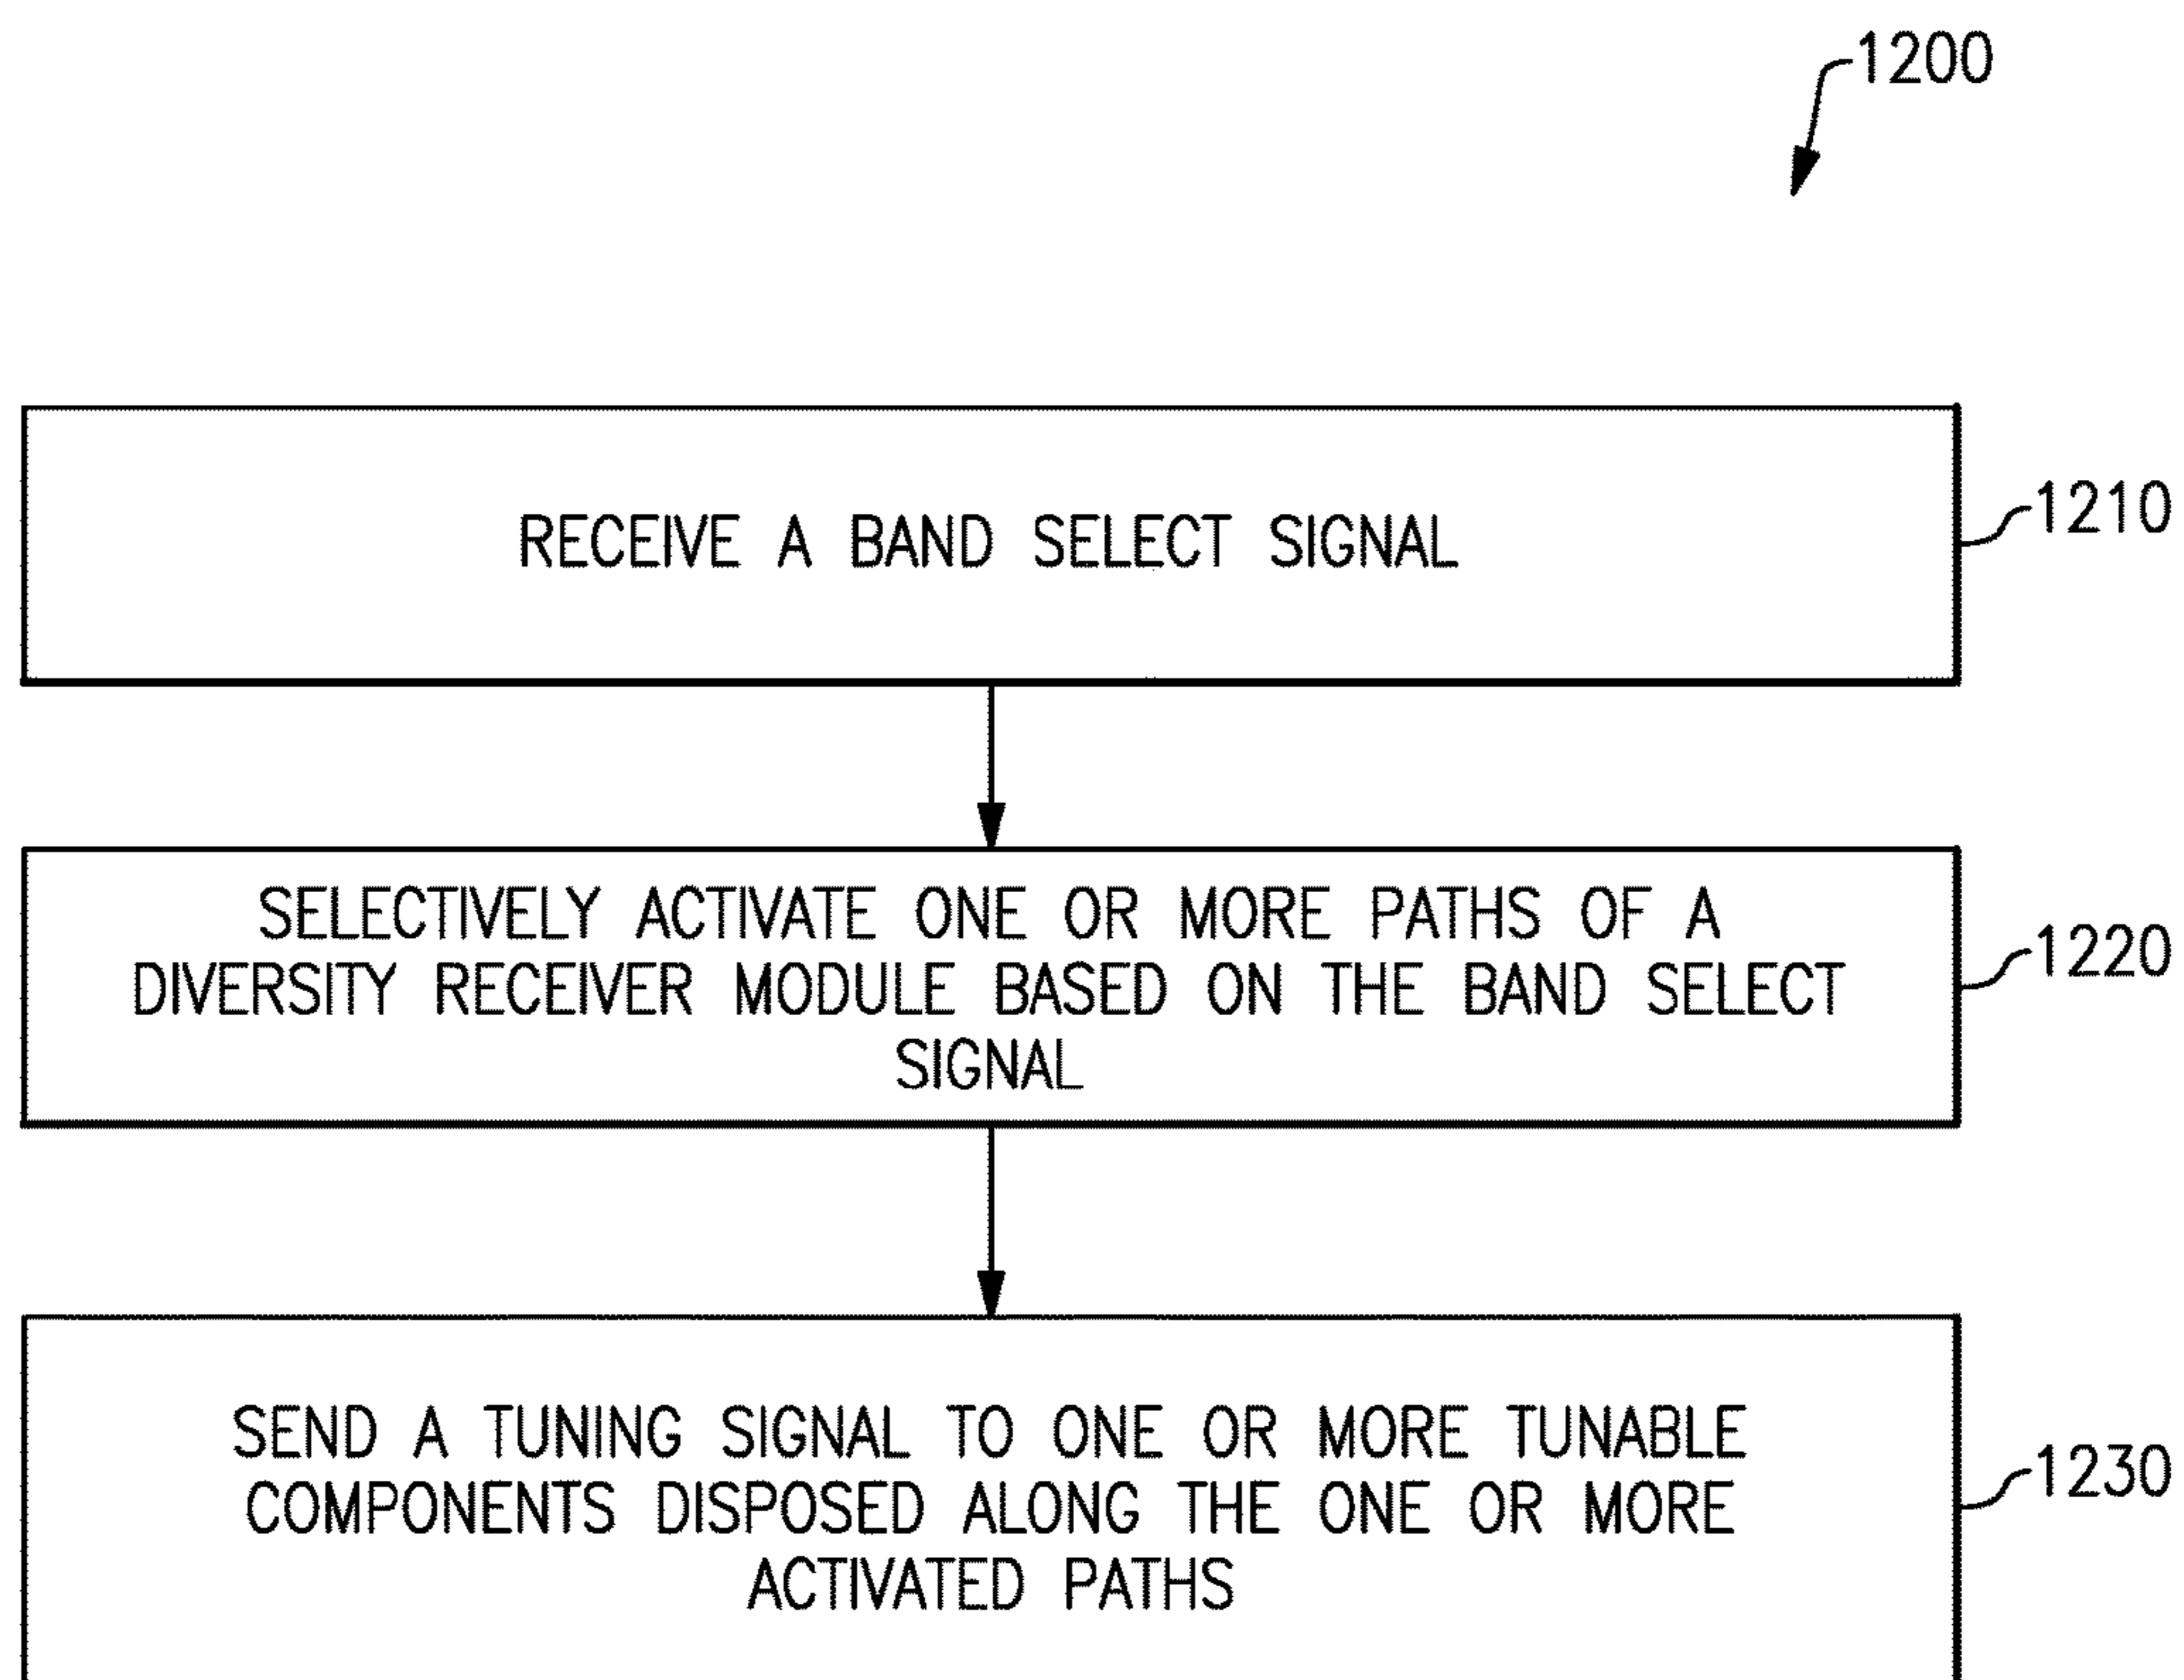 1200
RECEIVE A BAND SELECT SIGNAL
1210
SELECTIVELY ACTIVATE ONE OR MORE PATHS OF A
DIVERSITY RECEIVER MODULE BASED ON THE BAND SELECT
SIGNAL
1220
SEND A TUNING SIGNAL TO ONE OR MORE TUNABLE
COMPONENTS DISPOSED ALONG THE ONE OR MORE
ACTIVATED PATHS
1230